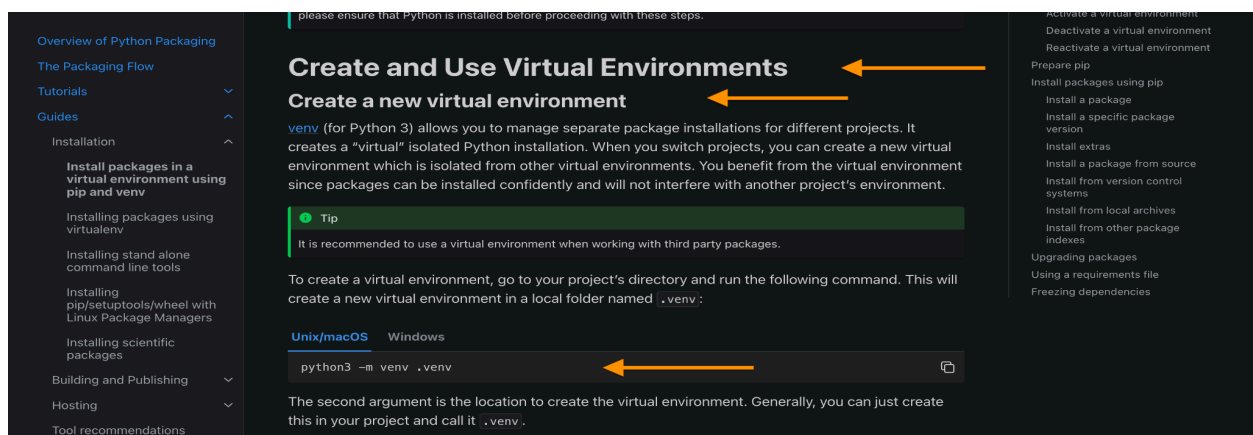 Overview of Python Packaging
The Packaging Flow
Tutorials
Guides
Installation
Install packages in a
virtual environment using
pip and venv
Installing packages using
virtualenv
Installing stand alone
command line tools
Installing
pip/setuptools/wheel with
Linux Package Managers
Installing scientific
packages
Building and Publishing
Hosting
Tool recommendations
please ensure that Python is installed before proceeding with these steps.
Create and Use Virtual Environments
Create a new virtual environment
venv (for Python 3) allows you to manage separate package installations for different projects. It
creates a “virtual” isolated Python installation. When you switch projects, you can create a new virtual
environment which is isolated from other virtual environments. You benefit from the virtual environment
since packages can be installed confidently and will not interfere with another project’s environment.
Tip
It is recommended to use a virtual environment when working with third party packages.
To create a virtual environment, go to your project’s directory and run the following command. This will
create a new virtual environment in a local folder named .venv:
Unix/macOS Windows
python3 -m venv .venv
The second argument is the location to create the virtual environment. Generally, you can just create
this in your project and call it .venv.
Activate a virtual environment
Deactivate a virtual environment
Reactivate a virtual environment
Prepare pip
Install packages using pip
Install a package
Install a specific package
version
Install extras
Install a package from source
Install from version control
systems
Install from local archives
Install from other package
indexes
Upgrading packages
Using a requirements file
Freezing dependencies